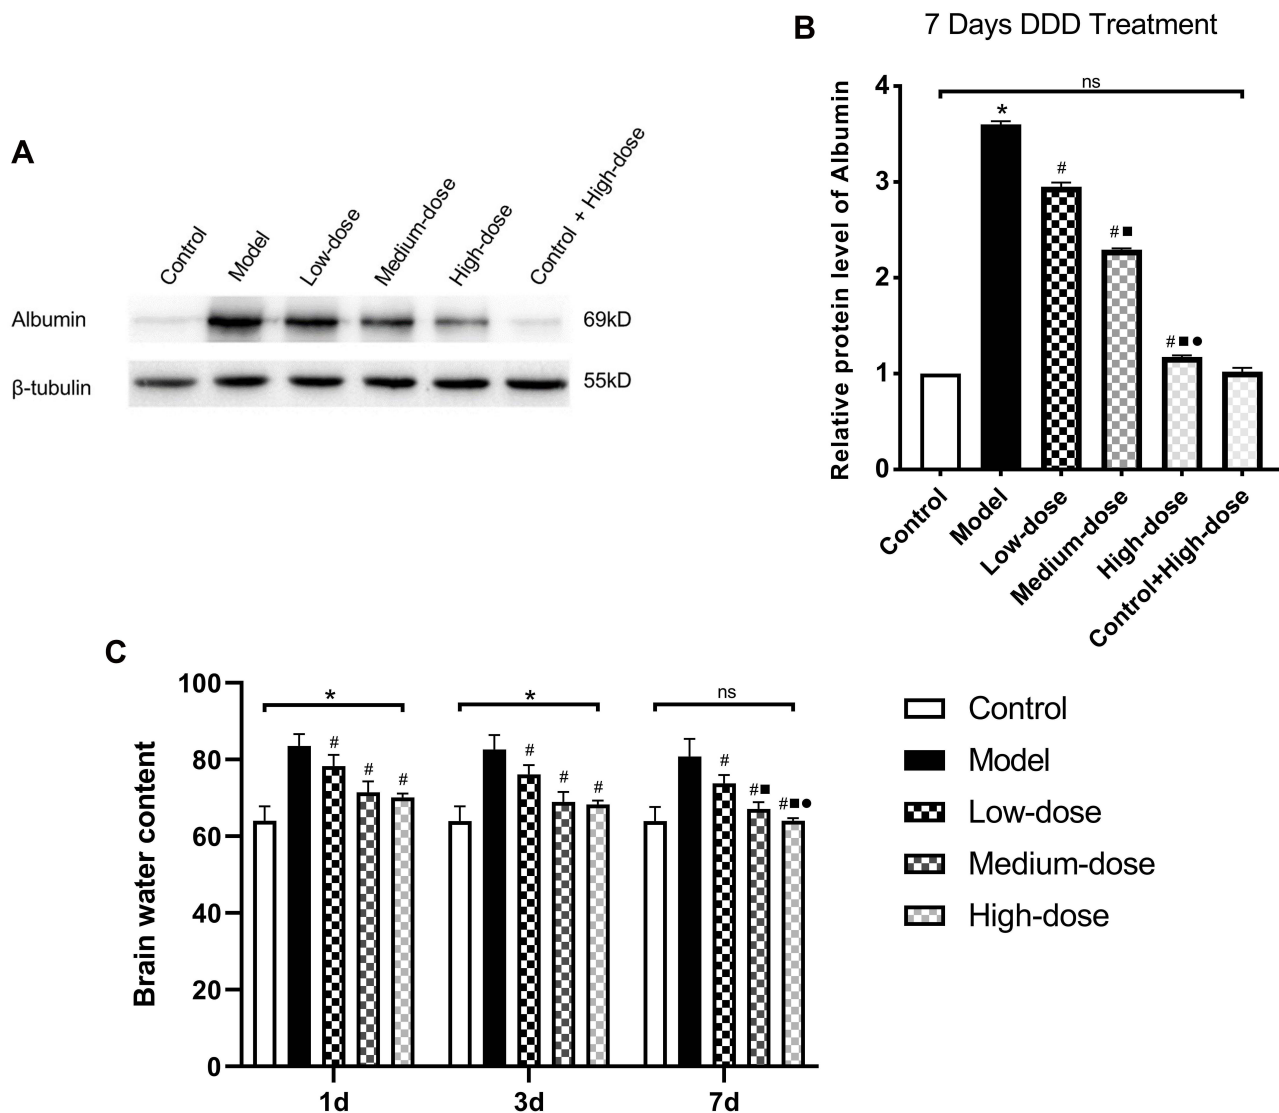 A
Control
Model
Low-dose
Medium-dose
High-dose
Control + High-dose
Albumin
69kD
β-tubulin
55kD
B
7 Days DDD Treatment
Relative protein level of Albumin
4
3
2
1
0
ns
*
#
#■
#■●
Control
Model
Low-dose
Medium-dose
High-dose
Control+High-dose
C
Brain water content
100
80
60
40
20
0
*
#
#
#
*
#
#
#
ns
#
#■
#■●
1d
3d
7d
Control
Model
Low-dose
Medium-dose
High-dose